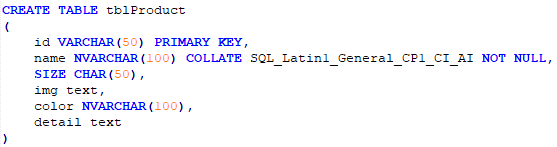 CREATE TABLE tblProduct
(
id VARCHAR(50) PRIMARY KEY,
name NVARCHAR(100) COLLATE SQL_Latin1_General_CP1_CI_AI NOT NULL,
SIZE CHAR(50),
img text,
color NVARCHAR(100),
detail text
)